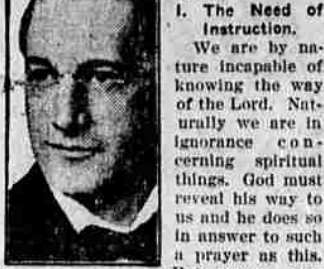 I. The Need of
Instruction.
We are by na-
ture incapable of
knowing the way
of the Lord. Nat-
urally we are in
ignorance con-
cerning spiritual
things. God must
reveal his way to
us and he does so
in answer to such
a prayer as this.